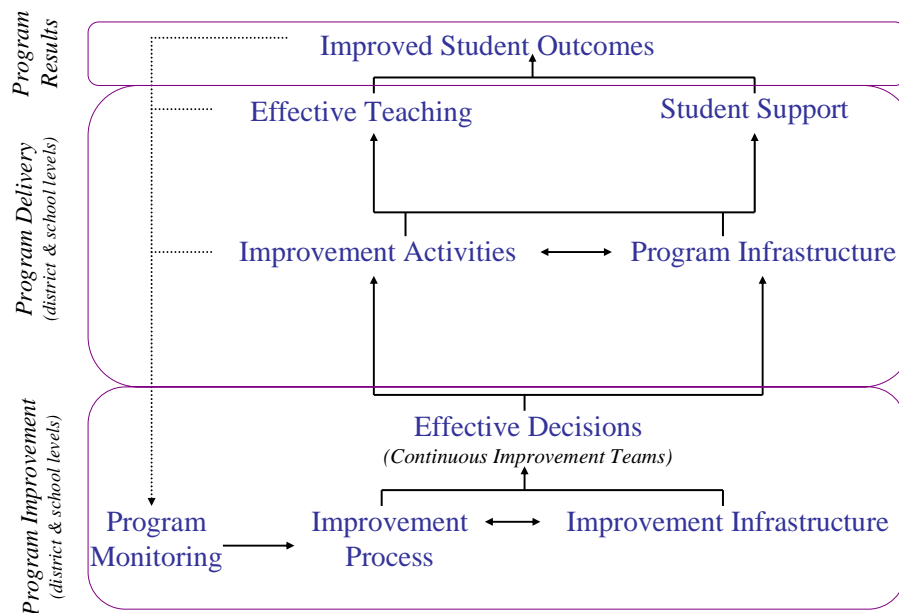 Program
Results
Improved Student Outcomes
Program Delivery
(district & school levels)
Effective Teaching
Student Support
Improvement Activities
Program Infrastructure
Program Improvement
(district & school levels)
Effective Decisions
(Continuous Improvement Teams)
Program
Monitoring
Improvement
Process
Improvement Infrastructure